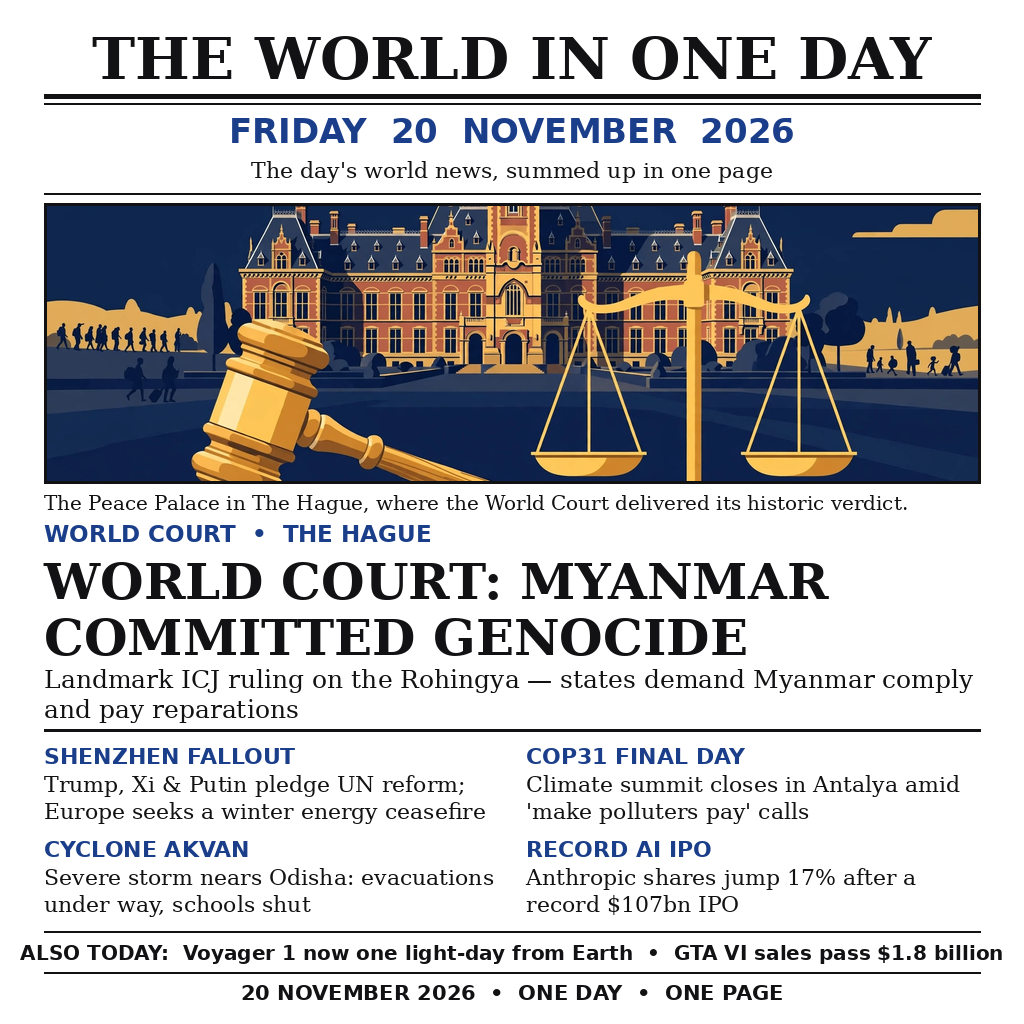 THE WORLD IN ONE DAY
FRIDAY 20 NOVEMBER 2026
The day's world news, summed up in one page
The Peace Palace in The Hague, where the World Court delivered its historic verdict.
WORLD COURT • THE HAGUE
WORLD COURT: MYANMAR
COMMITTED GENOCIDE
Landmark ICJ ruling on the Rohingya — states demand Myanmar comply
and pay reparations
SHENZHEN FALLOUT
Trump, Xi & Putin pledge UN reform;
Europe seeks a winter energy ceasefire
COP31 FINAL DAY
Climate summit closes in Antalya amid
'make polluters pay' calls
CYCLONE AKVAN
Severe storm nears Odisha: evacuations
under way, schools shut
RECORD AI IPO
Anthropic shares jump 17% after a
record $107bn IPO
ALSO TODAY: Voyager 1 now one light-day from Earth • GTA VI sales pass $1.8 billion
20 NOVEMBER 2026 • ONE DAY • ONE PAGE